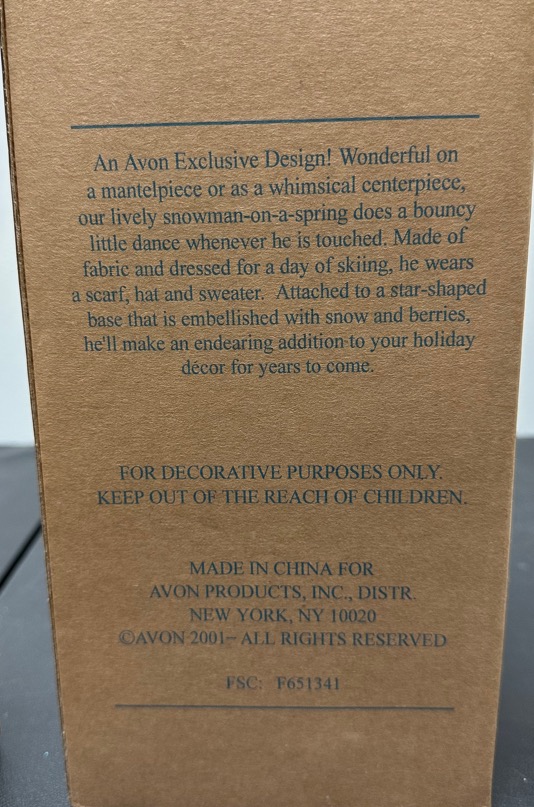 An Avon Exclusive Design! Wonderful on
a mantelpiece or as a whimsical centerpiece,
our lively snowman-on-a-spring does a bouncy
little dance whenever he is touched. Made of
fabric and dressed for a day of skiing, he wears
a scarf, hat and sweater. Attached to a star-shaped
base that is embellished with snow and berries,
he'll make an endearing addition to your holiday
décor for years to come.
FOR DECORATIVE PURPOSES ONLY.
KEEP OUT OF THE REACH OF CHILDREN.
MADE IN CHINA FOR
AVON PRODUCTS, INC., DISTR.
NEW YORK, NY 10020
©AVON 2001– ALL RIGHTS RESERVED
FSC: F651341